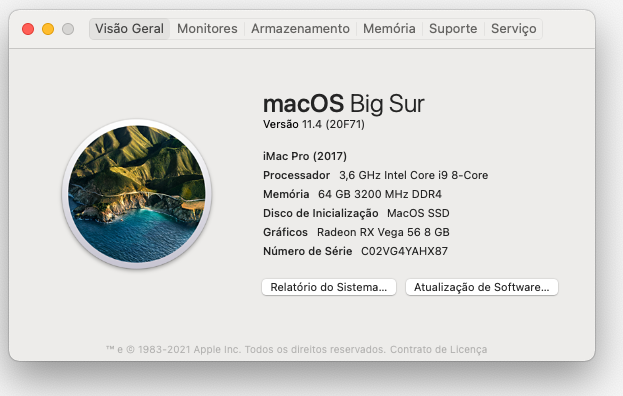 Visão Geral Monitores Armazenamento Memória Suporte Serviço
macOS Big Sur
Versão 11.4 (20F71)
iMac Pro (2017)
Processador 3,6 GHz Intel Core i9 8-Core
Memória 64 GB 3200 MHz DDR4
Disco de Inicialização MacOS SSD
Gráficos Radeon RX Vega 56 8 GB
Número de Série C02VG4YAHX87
Relatório do Sistema... Atualização de Software...
™ e © 1983-2021 Apple Inc. Todos os direitos reservados. Contrato de Licença